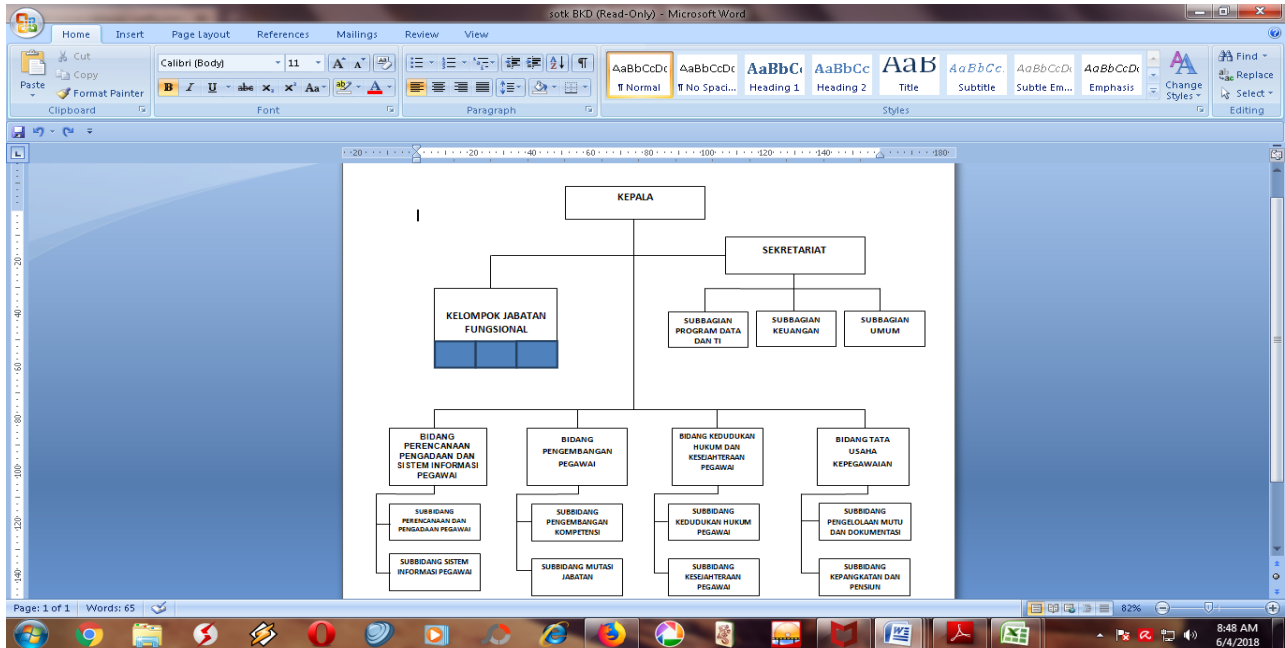 sotk BKD (Read-Only) - Microsoft Word
Home Insert Page Layout References Mailings Review View
Cut
Copy
Format Painter
Paste
Clipboard
Calibri (Body) 11
B I U abc X₂ X² Aa
Font
Paragraph
AaBbCcDc AaBbCcDc AaBbC AaBbCc AaB AaBbCc. AaBbCcDc AaBbCcDc
¶ Normal ¶ No Spaci... Heading 1 Heading 2 Title Subtitle Subtle Em... Emphasis
Change Styles
Styles
Find
Replace
Select
Editing
KEPALA
SEKRETARIAT
KELOMPOK JABATAN
FUNGSIONAL
SUBBAGIAN
PROGRAM DATA
DAN TI
SUBBAGIAN
KEUANGAN
SUBBAGIAN
UMUM
BIDANG
PERENCANAAN
PENGADAAN DAN
SISTEM INFORMASI
PEGAWAI
BIDANG
PENGEMBANGAN
PEGAWAI
BIDANG KEDUDUKAN
HUKUM DAN
KESEJAHTERAAN
PEGAWAI
BIDANG TATA
USAHA
KEPEGAWAIAN
SUBBIDANG
PERENCANAAN DAN
PENGADAAN PEGAWAI
SUBBIDANG
PENGEMBANGAN
KOMPETENSI
SUBBIDANG
KEDUDUKAN HUKUM
PEGAWAI
SUBBIDANG
PENGELOLAAN MUTU
DAN DOKUMENTASI
SUBBIDANG SISTEM
INFORMASI PEGAWAI
SUBBIDANG MUTASI
JABATAN
SUBBIDANG
KESEJAHTERAAN
PEGAWAI
SUBBIDANG
KEPANGKATAN DAN
PENSIUN
Page: 1 of 1 Words: 65
82%
8:48 AM
6/4/2018